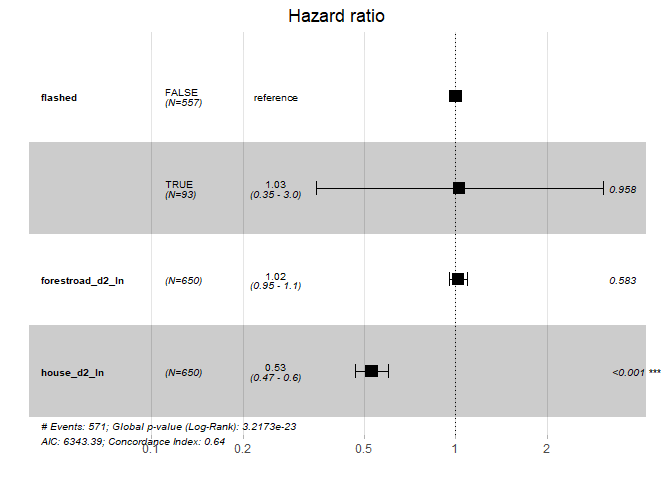 Hazard ratio
flashed FALSE reference
(N=557)
TRUE 1.03
(N=93) (0.35 - 3.0) 0.958
forestroad_d2_ln (N=650) 1.02 0.583
(0.95 - 1.1)
house_d2_ln (N=650) 0.53 <0.001 ***
(0.47 - 0.6)
# Events: 571; Global p-value (Log-Rank): 3.2173e-23
AIC: 6343.39; Concordance Index: 0.64
0.1 0.2 0.5 1 2